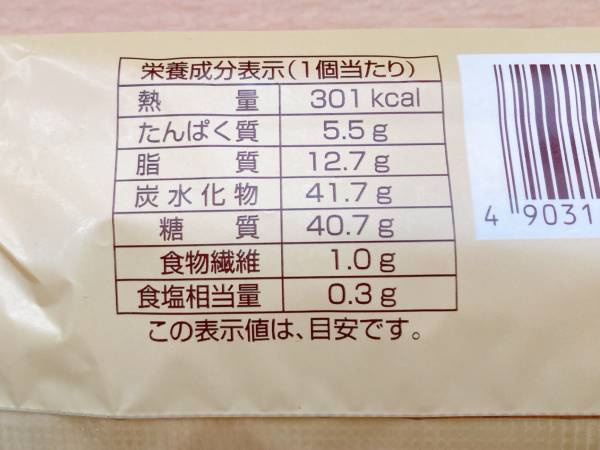 栄養成分表示(1個当たり)
熱量 301 kcal
たんぱく質 5.5 g
脂質 12.7 g
炭水化物 41.7 g
糖質 40.7 g
食物繊維 1.0 g
食塩相当量 0.3 g
この表示値は、目安です。
4 9031